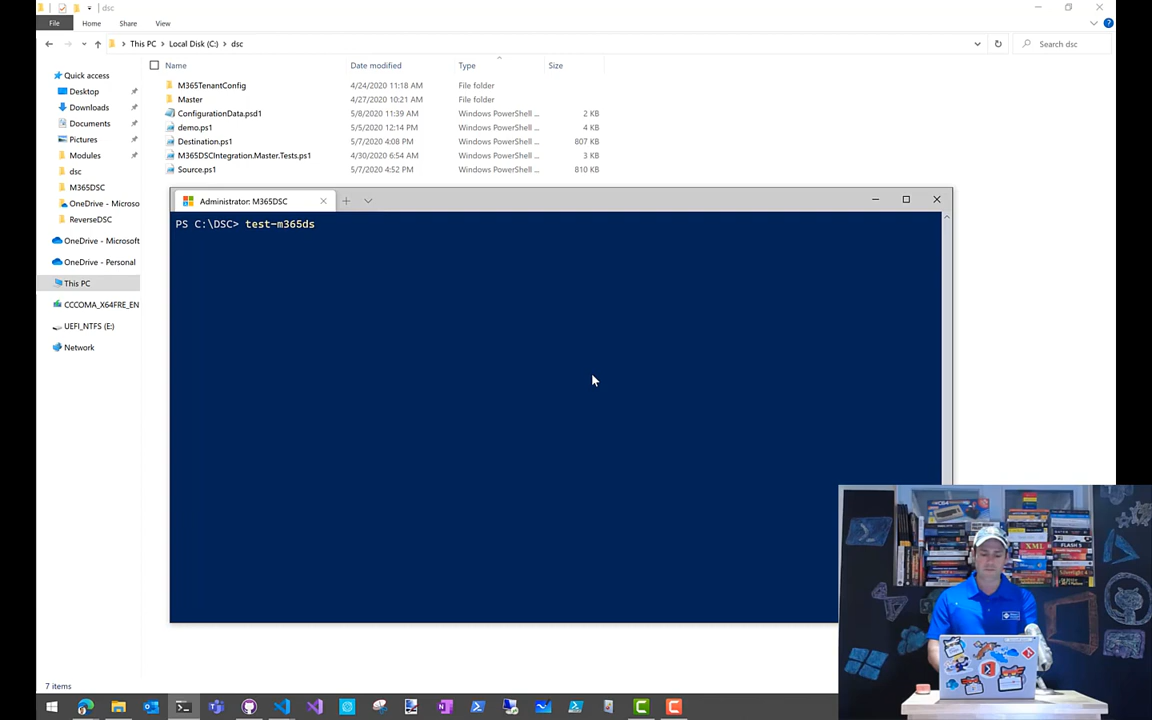 dsc
File Home Share View
This PC Local Disk (C:) dsc
Search dsc
Name Date modified Type Size
Quick access
Desktop
Downloads
Documents
Pictures
Modules
dsc
M365DSC
OneDrive - Microso
ReverseDSC
OneDrive - Microsoft
OneDrive - Personal
This PC
CCCOMA_X64FRE_EN
UEFI_NTFS (E:)
Network
M365TenantConfig 4/24/2020 11:18 AM File folder
Master 4/27/2020 10:21 AM File folder
ConfigurationData.psd1 5/8/2020 11:39 AM Windows PowerShell ... 2 KB
demo.ps1 5/5/2020 12:14 PM Windows PowerShell ... 4 KB
Destination.ps1 5/7/2020 4:08 PM Windows PowerShell ... 807 KB
M365DSCIntegration.Master.Tests.ps1 4/30/2020 6:54 AM Windows PowerShell ... 3 KB
Source.ps1 5/7/2020 4:52 PM Windows PowerShell ... 810 KB
Administrator: M365DSC
PS C:\DSC> test-m365ds
XML
FLASH 5
7 items